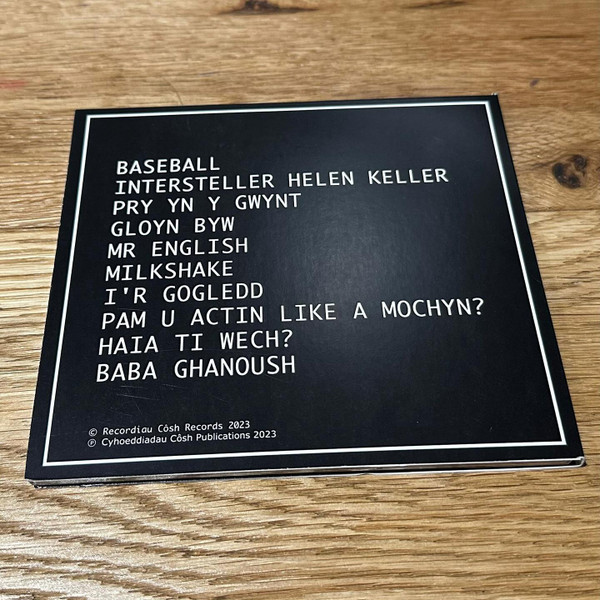 BASEBALL
INTERSTELLER HELEN KELLER
PRY YN Y GWYNT
GLOYN BYW
MR ENGLISH
MILKSHAKE
I'R GOGLEDD
PAM U ACTIN LIKE A MOCHYN?
HAIA TI WECH?
BABA GHANOUSH
© Recordiau Côsh Records 2023
℗ Cyhoeddiadau Côsh Publications 2023